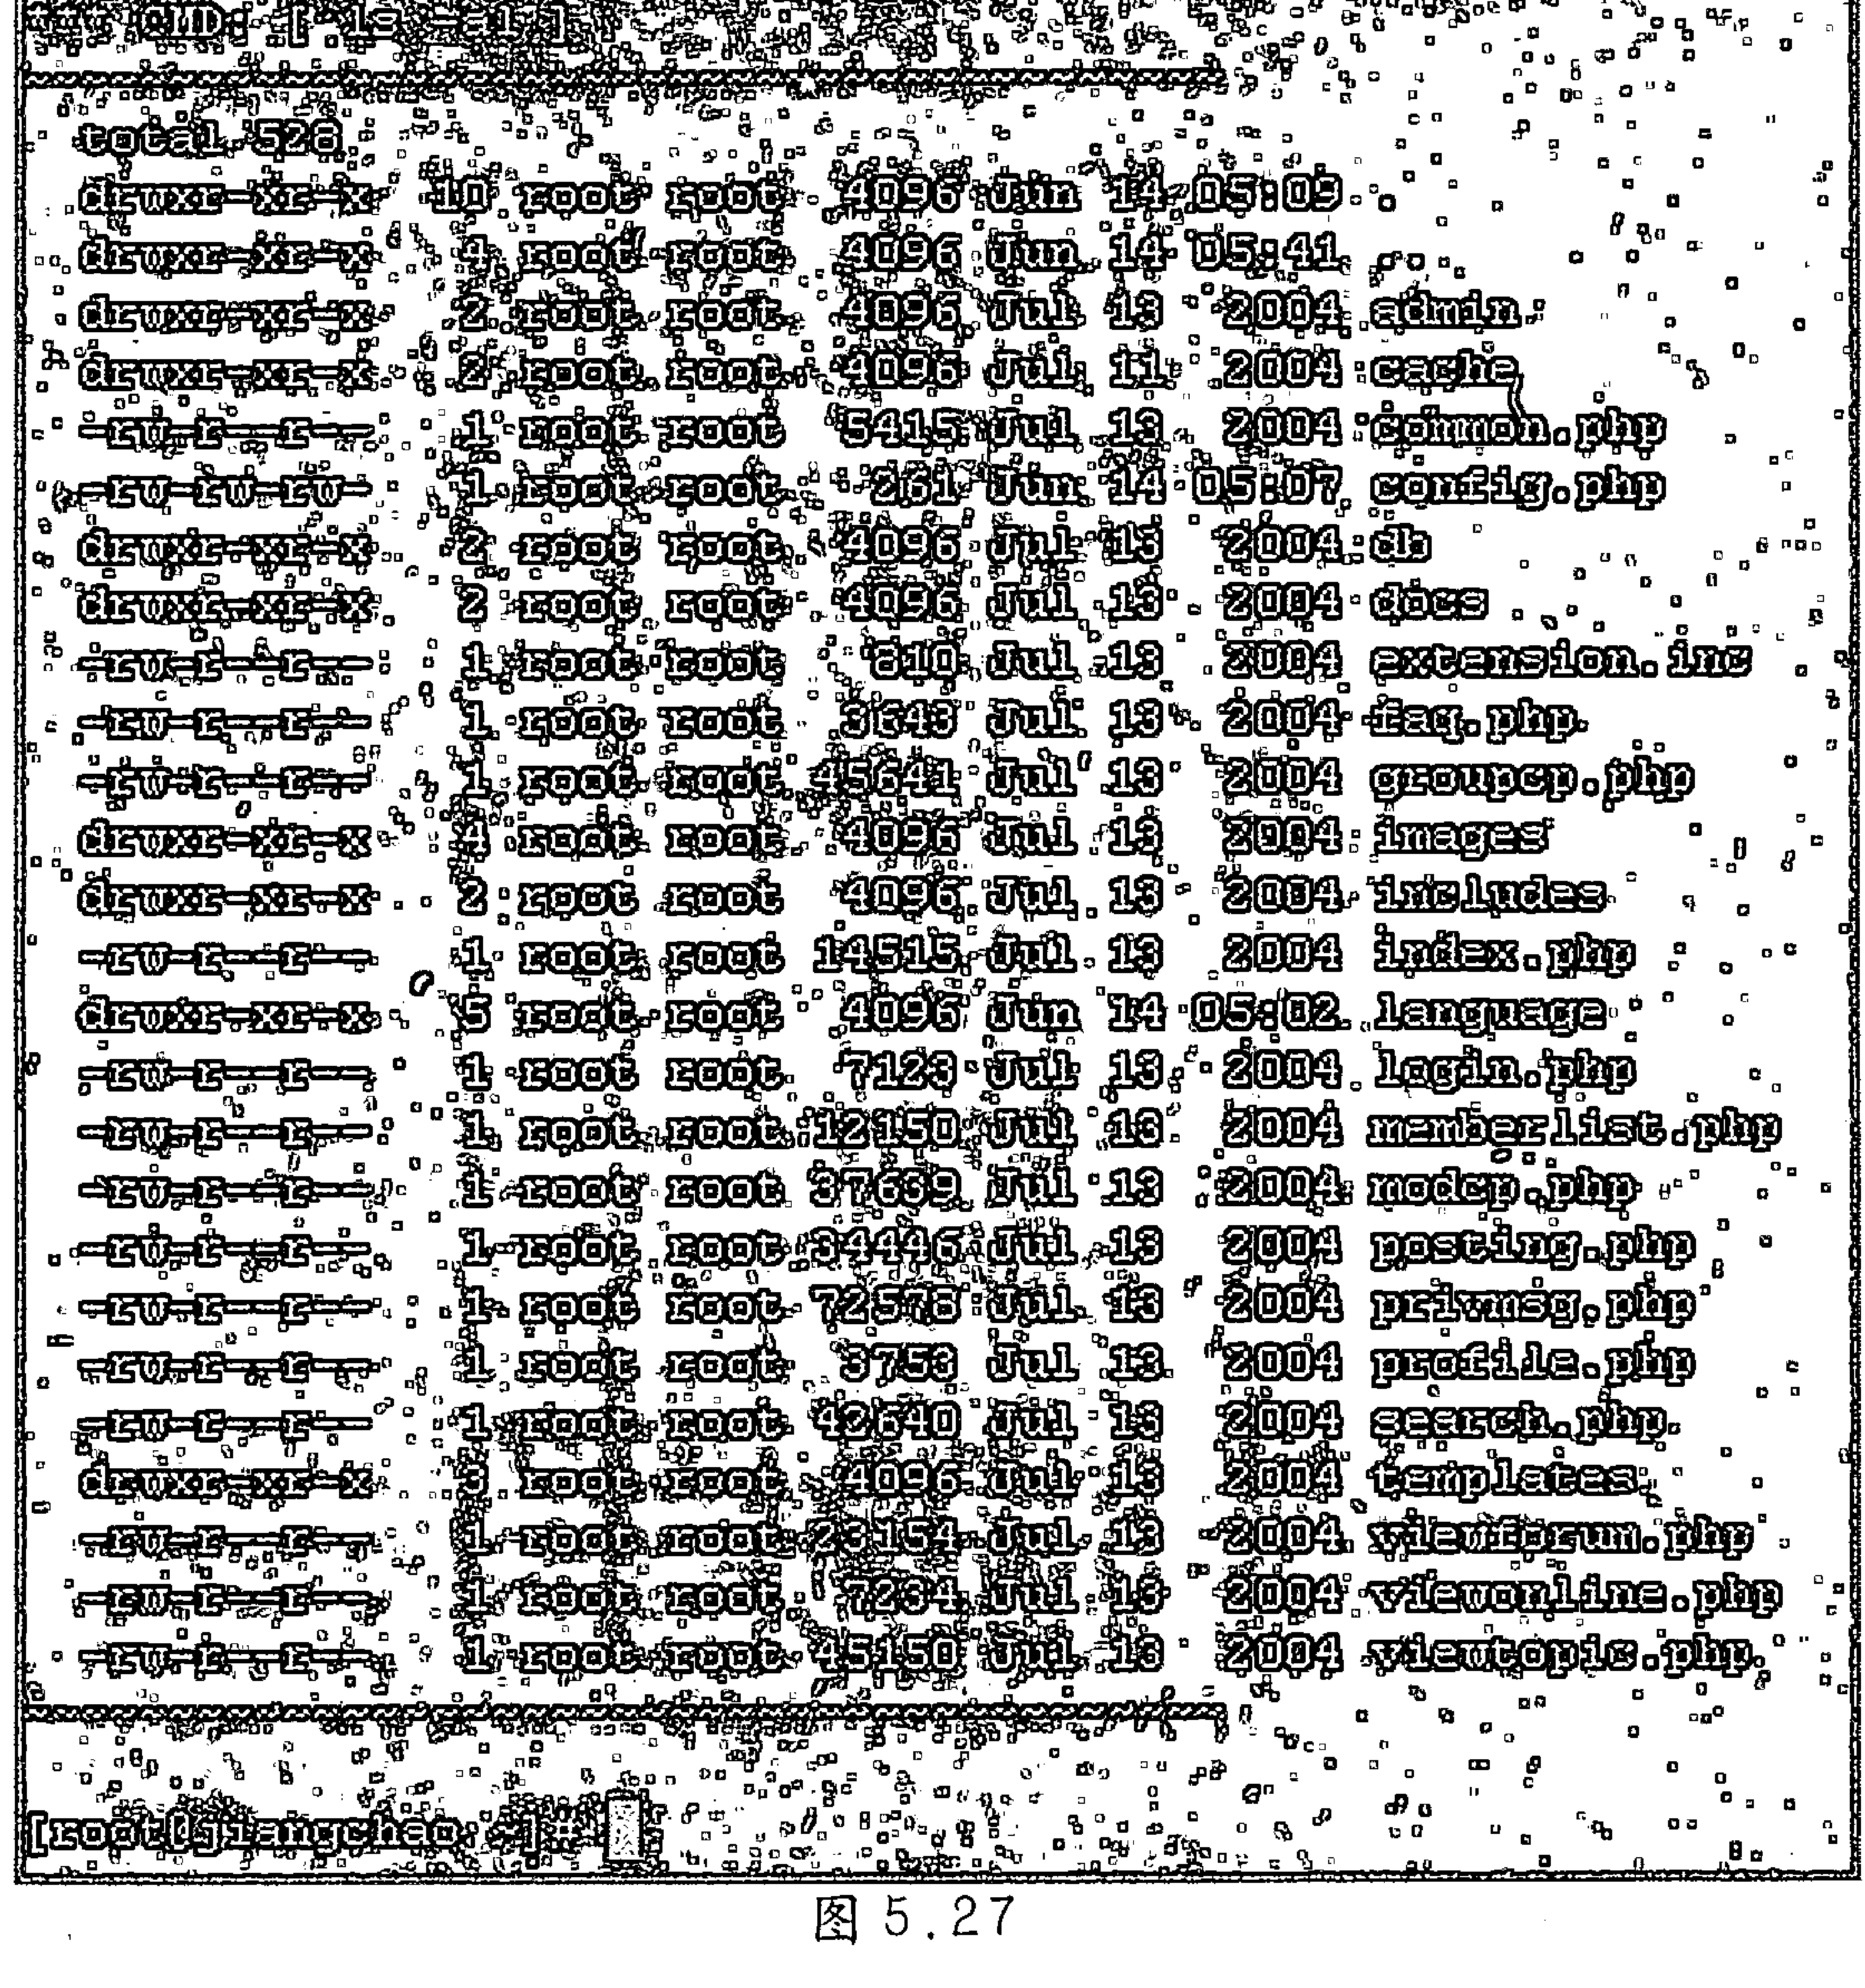 CMD: [ ls -al ]
total 528
drwxr-xr-x 10 root root 4096 Jun 14 05:09 .
drwxr-xr-x 4 root root 4096 Jun 14 05:41 ..
drwxr-xr-x 2 root root 4096 Jul 13 2004 admin
drwxr-xr-x 2 root root 4096 Jul 11 2004 cache
-rw-r--r-- 1 root root 5415 Jul 13 2004 common.php
-rw-rw-rw- 1 root root 261 Jun 14 05:07 config.php
drwxr-xr-x 2 root root 4096 Jul 13 2004 db
drwxr-xr-x 2 root root 4096 Jul 13 2004 docs
-rw-r--r-- 1 root root 810 Jul 13 2004 extension.inc
-rw-r--r-- 1 root root 3643 Jul 13 2004 faq.php
-rw-r--r-- 1 root root 45641 Jul 13 2004 groupcp.php
drwxr-xr-x 4 root root 4096 Jul 13 2004 images
drwxr-xr-x 2 root root 4096 Jul 13 2004 includes
-rw-r--r-- 1 root root 14515 Jul 13 2004 index.php
drwxr-xr-x 5 root root 4096 Jun 14 05:02 language
-rw-r--r-- 1 root root 7123 Jul 13 2004 login.php
-rw-r--r-- 1 root root 12150 Jul 13 2004 memberlist.php
-rw-r--r-- 1 root root 37639 Jul 13 2004 modcp.php
-rw-r--r-- 1 root root 34446 Jul 13 2004 posting.php
-rw-r--r-- 1 root root 72578 Jul 13 2004 privmsg.php
-rw-r--r-- 1 root root 3753 Jul 13 2004 profile.php
-rw-r--r-- 1 root root 42640 Jul 13 2004 search.php
drwxr-xr-x 3 root root 4096 Jul 13 2004 templates
-rw-r--r-- 1 root root 23154 Jul 13 2004 viewforum.php
-rw-r--r-- 1 root root 7234 Jul 13 2004 viewonline.php
-rw-r--r-- 1 root root 45150 Jul 13 2004 viewtopic.php
[root@jiangchao ~]#
图 5.27